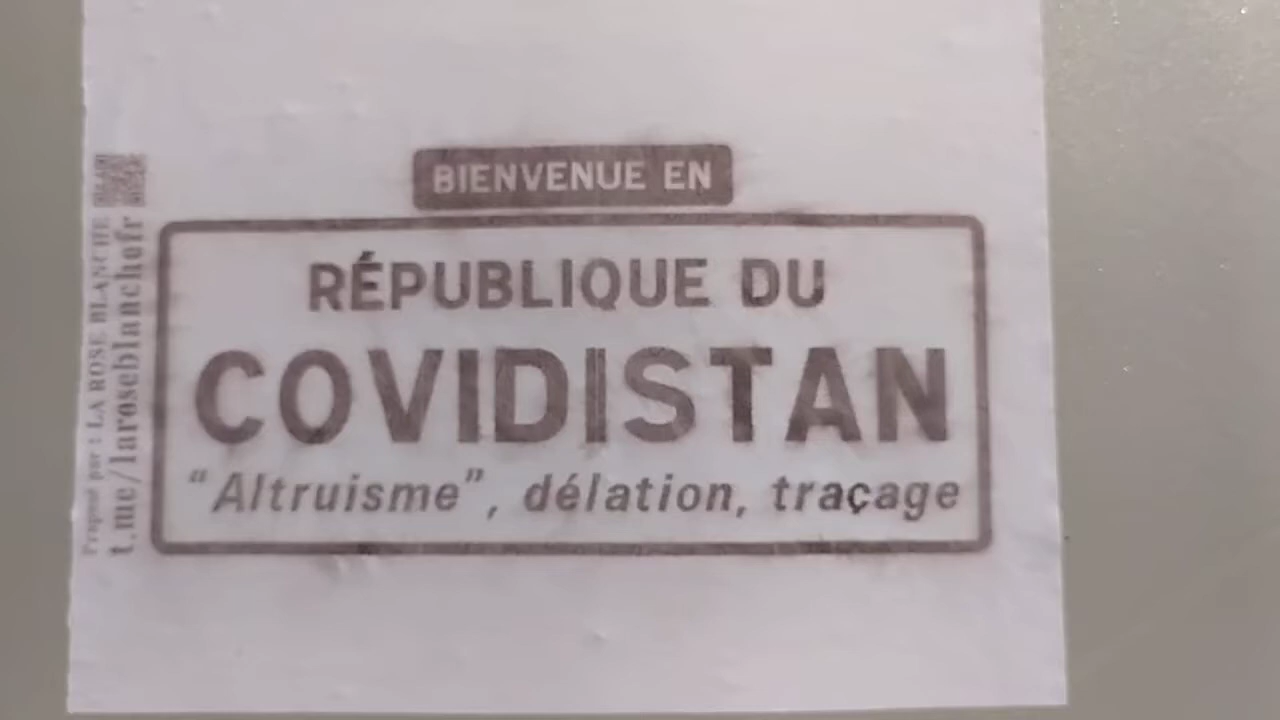 BIENVENUE EN
RÉPUBLIQUE DU
COVIDISTAN
“Altruisme”, délation, traçage
Proposé par : LA ROSE BLANCHE
t.me/laroseblanchefr